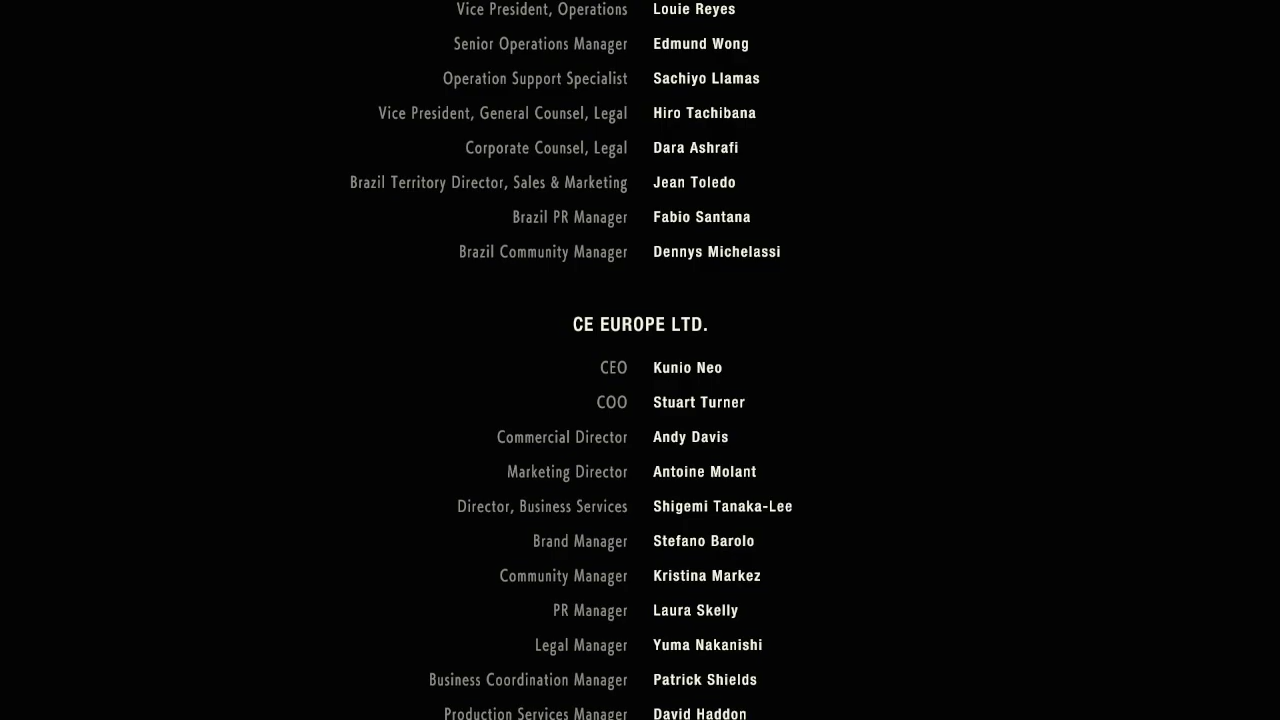 Vice President, Operations Louie Reyes
Senior Operations Manager Edmund Wong
Operation Support Specialist Sachiyo Llamas
Vice President, General Counsel, Legal Hiro Tachibana
Corporate Counsel, Legal Dara Ashrafi
Brazil Territory Director, Sales & Marketing Jean Toledo
Brazil PR Manager Fabio Santana
Brazil Community Manager Dennys Michelassi
CE EUROPE LTD.
CEO Kunio Neo
COO Stuart Turner
Commercial Director Andy Davis
Marketing Director Antoine Molant
Director, Business Services Shigemi Tanaka-Lee
Brand Manager Stefano Barolo
Community Manager Kristina Markez
PR Manager Laura Skelly
Legal Manager Yuma Nakanishi
Business Coordination Manager Patrick Shields
Production Services Manager David Haddon